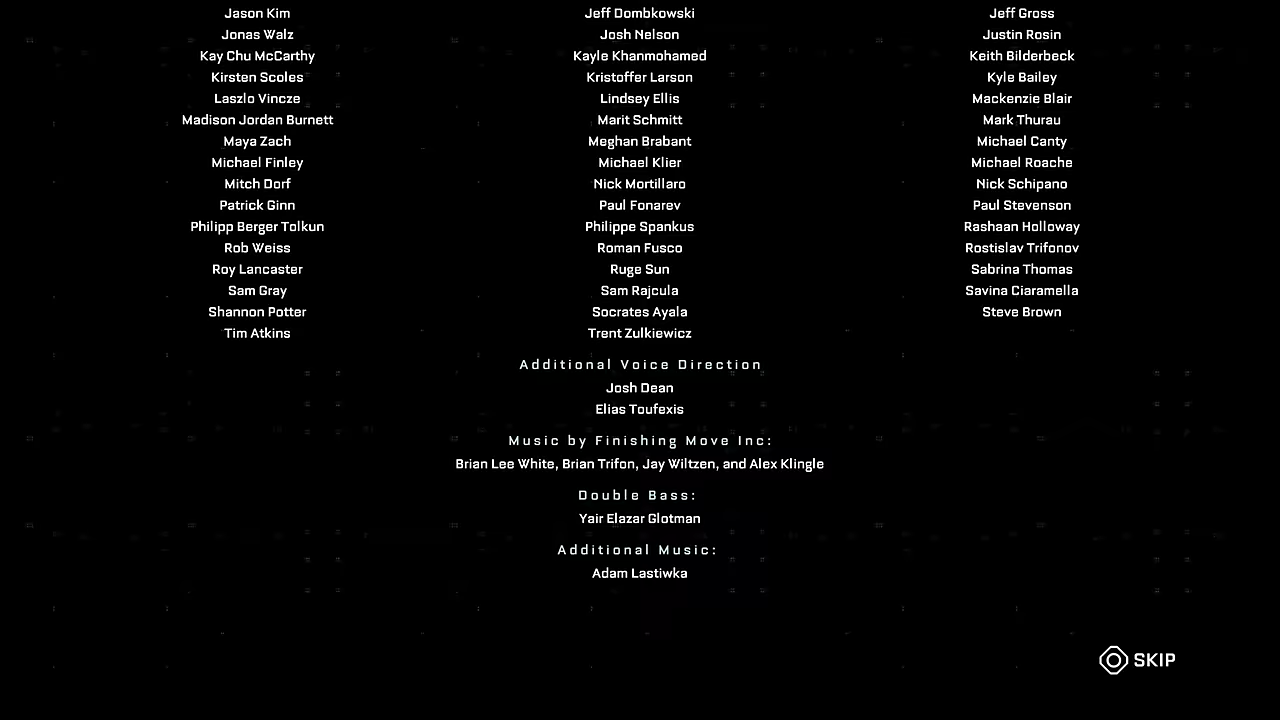 Jason Kim Jeff Dombkowski Jeff Gross
Jonas Walz Josh Nelson Justin Rosin
Kay Chu McCarthy Kayle Khanmohamed Keith Bilderbeck
Kirsten Scoles Kristoffer Larson Kyle Bailey
Laszlo Vincze Lindsey Ellis Mackenzie Blair
Madison Jordan Burnett Marit Schmitt Mark Thurau
Maya Zach Meghan Brabant Michael Canty
Michael Finley Michael Klier Michael Roache
Mitch Dorf Nick Mortillaro Nick Schipano
Patrick Ginn Paul Fonarev Paul Stevenson
Philipp Berger Tolkun Philippe Spankus Rashaan Holloway
Rob Weiss Roman Fusco Rostislav Trifonov
Roy Lancaster Ruge Sun Sabrina Thomas
Sam Gray Sam Rajcula Savina Ciaramella
Shannon Potter Socrates Ayala Steve Brown
Tim Atkins Trent Zulkiewicz
Additional Voice Direction
Josh Dean
Elias Toufexis
Music by Finishing Move Inc:
Brian Lee White, Brian Trifon, Jay Wiltzen, and Alex Klingle
Double Bass:
Yair Elazar Glotman
Additional Music:
Adam Lastiwka
SKIP